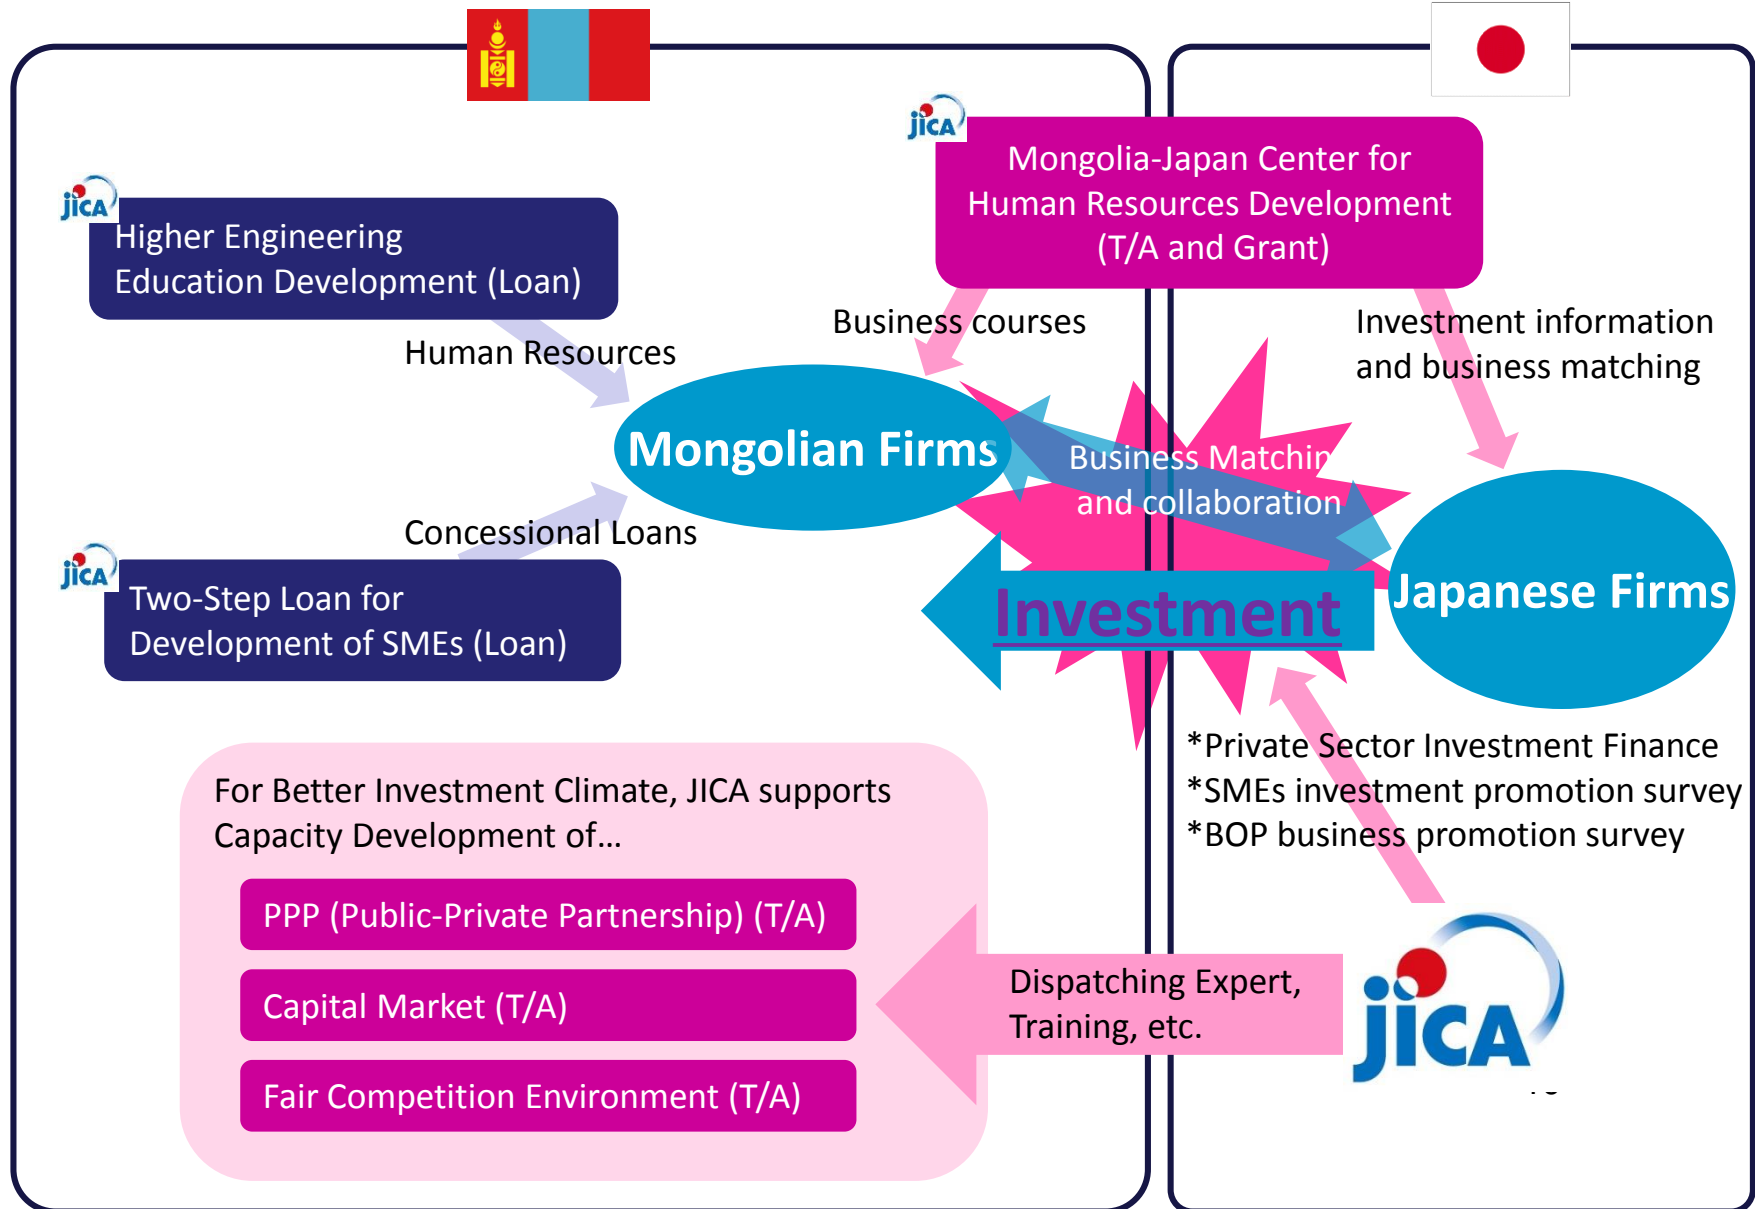 JICA
Mongolia-Japan Center for
Human Resources Development
(T/A and Grant)
JICA
Higher Engineering
Education Development (Loan)
Business courses
Investment information
and business matching
Human Resources
Mongolian Firms
Business Matchin
and collaboration
Concessional Loans
JICA
Two-Step Loan for
Development of SMEs (Loan)
Investment
Japanese Firms
*Private Sector Investment Finance
*SMEs investment promotion survey
*BOP business promotion survey
For Better Investment Climate, JICA supports
Capacity Development of...
PPP (Public-Private Partnership) (T/A)
Capital Market (T/A)
Fair Competition Environment (T/A)
Dispatching Expert,
Training, etc.
JICA